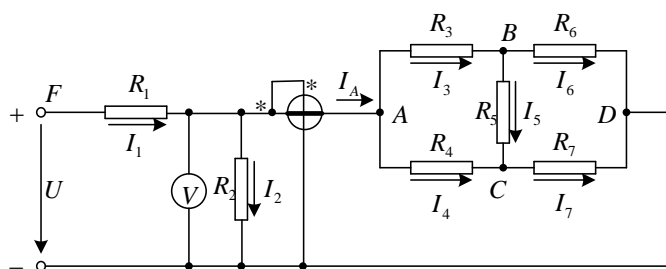 R3 B R6
F R1 * * IA I3 I6
+ A R5 I5 D
I1 R4 R7
U V R2 I2 C
I4 I7
−